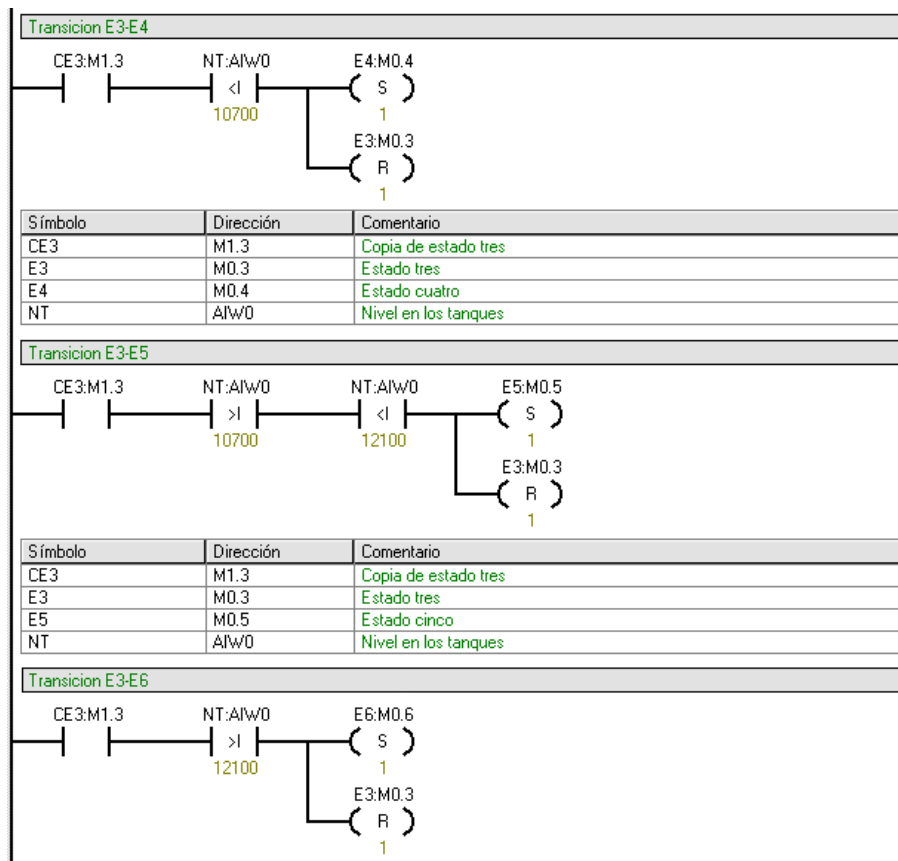 Transicion E3-E4
CE3:M1.3 NT:AIW0 E4:M0.4
<I S
10700 1
E3:M0.3
R
1
Símbolo Dirección Comentario
CE3 M1.3 Copia de estado tres
E3 M0.3 Estado tres
E4 M0.4 Estado cuatro
NT AIW0 Nivel en los tanques
Transicion E3-E5
CE3:M1.3 NT:AIW0 NT:AIW0 E5:M0.5
>I <I S
10700 12100 1
E3:M0.3
R
1
Símbolo Dirección Comentario
CE3 M1.3 Copia de estado tres
E3 M0.3 Estado tres
E5 M0.5 Estado cinco
NT AIW0 Nivel en los tanques
Transicion E3-E6
CE3:M1.3 NT:AIW0 E6:M0.6
>I S
12100 1
E3:M0.3
R
1